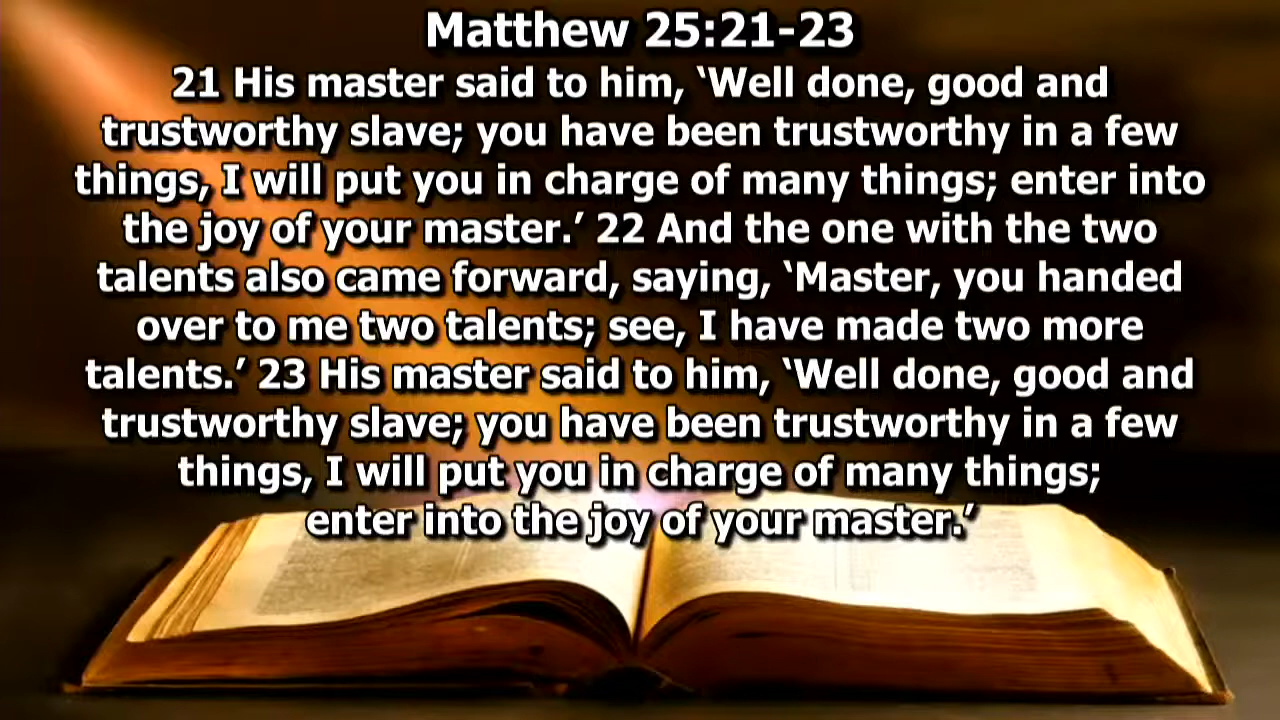 Matthew 25:21-23
21 His master said to him, ‘Well done, good and
trustworthy slave; you have been trustworthy in a few
things, I will put you in charge of many things; enter into
the joy of your master.’ 22 And the one with the two
talents also came forward, saying, ‘Master, you handed
over to me two talents; see, I have made two more
talents.’ 23 His master said to him, ‘Well done, good and
trustworthy slave; you have been trustworthy in a few
things, I will put you in charge of many things;
enter into the joy of your master.’